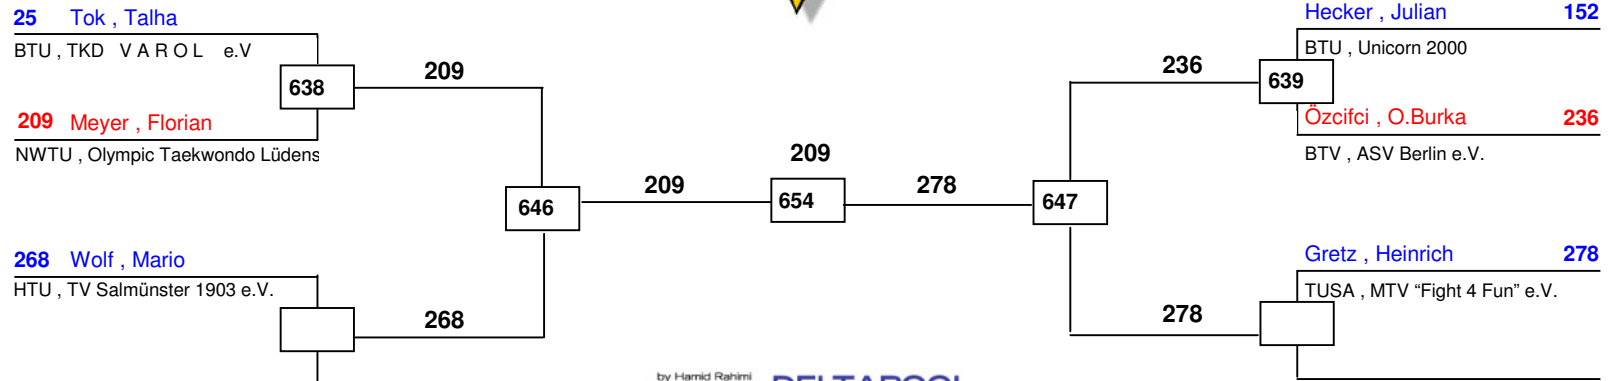 25 Tok , Talha
BTU , TKD V A R O L e.V
638
209
209 Meyer , Florian
NWTU , Olympic Taekwondo Lüdens
646
209
268 Wolf , Mario
HTU , TV Salmünster 1903 e.V.
268
209
654
278
Hecker , Julian 152
BTU , Unicorn 2000
236
639
Özcifci , O.Burka 236
BTV , ASV Berlin e.V.
647
Gretz , Heinrich 278
TUSA , MTV “Fight 4 Fun” e.V.
278
by Hamid Rahimi